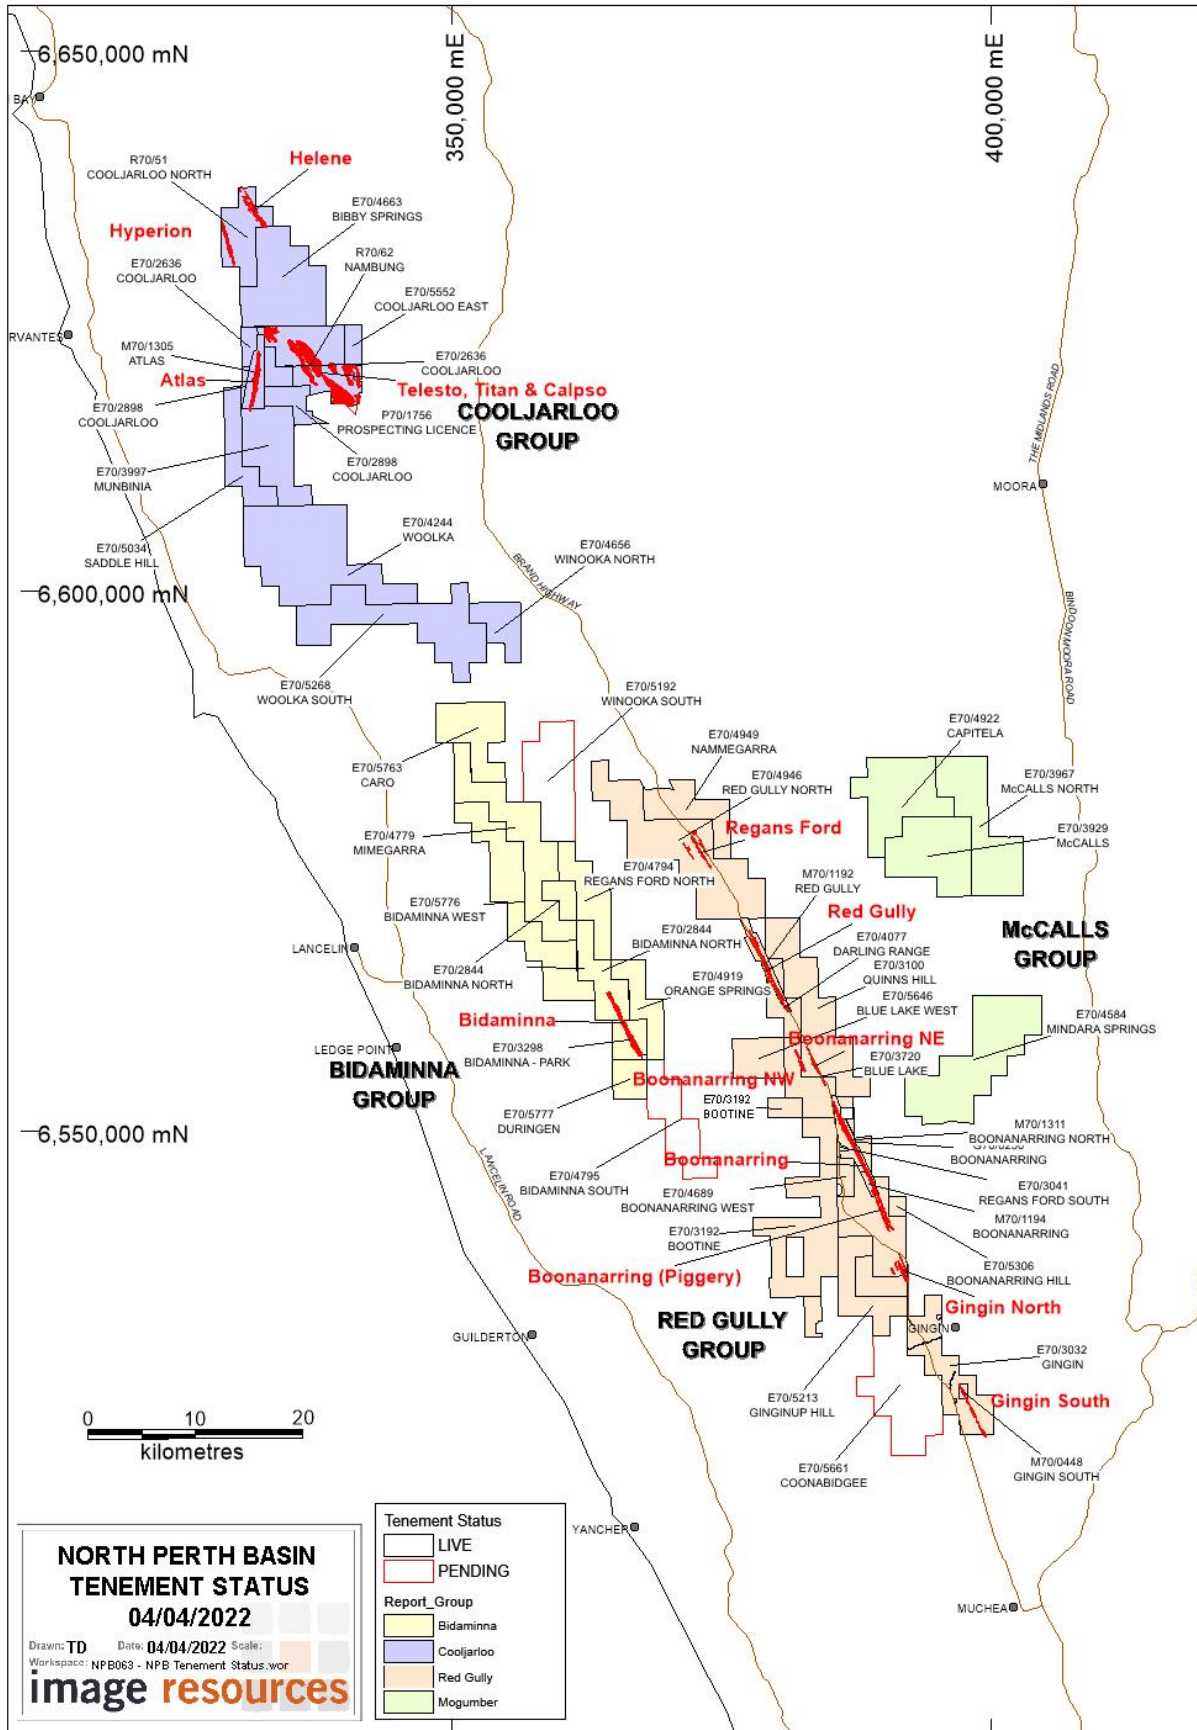 6,650,000 mN
350,000 mE
400,000 mE
BAY
R70/51
COOLJARLOO NORTH
Helene
E70/4663
BIBBY SPRINGS
Hyperion
R70/62
NAMBUNG
E70/2636
COOLJARLOO
E70/5552
COOLJARLOO EAST
RVANTES
M70/1305
ATLAS
E70/2636
COOLJARLOO
Atlas
Telesto, Titan & Calpso
E70/2898
COOLJARLOO
P70/1756
PROSPECTING LICENCE
COOLJARLOO
GROUP
E70/2898
COOLJARLOO
E70/3997
MUNBINIA
THE MIDLANDS ROAD
MOORA
E70/4244
WOOLKA
E70/5034
SADDLE HILL
E70/4656
WINOOKA NORTH
BRAND HIGHWAY
6,600,000 mN
BINDOON MOORA ROAD
E70/5268
WOOLKA SOUTH
E70/5192
WINOOKA SOUTH
E70/4949
NAMMEGARRA
E70/4922
CAPITELA
E70/5763
CARO
E70/4946
RED GULLY NORTH
E70/3967
McCALLS NORTH
Regans Ford
E70/4779
MIMEGARRA
E70/3929
McCALLS
E70/4794
REGANS FORD NORTH
M70/1192
RED GULLY
E70/5776
BIDAMINNA WEST
Red Gully
E70/2844
BIDAMINNA NORTH
E70/4077
DARLING RANGE
McCALLS
GROUP
LANCELIN
E70/2844
BIDAMINNA NORTH
E70/4919
ORANGE SPRINGS
E70/3100
QUINNS HILL
E70/5646
BLUE LAKE WEST
Bidaminna
E70/4584
MINDARA SPRINGS
Boonanarring NE
LEDGE POINT
E70/3298
BIDAMINNA - PARK
E70/3720
BLUE LAKE
BIDAMINNA
GROUP
Boonanarring NW
E70/3192
BOOTINE
E70/5777
DURINGEN
6,550,000 mN
M70/1311
BOONANARRING NORTH
BOONANARRING
Boonanarring
LANCELIN ROAD
E70/4795
BIDAMINNA SOUTH
E70/4689
BOONANARRING WEST
E70/3041
REGANS FORD SOUTH
M70/1194
BOONANARRING
E70/3192
BOOTINE
E70/5306
BOONANARRING HILL
Boonanarring (Piggery)
Gingin North
RED GULLY
GROUP
GUILDERTON
GINGIN
E70/3032
GINGIN
E70/5213
GINGINUP HILL
Gingin South
0 10 20
kilometres
E70/5661
COONABIDGEE
M70/0448
GINGIN SOUTH
YANCHEP
MUCHEA
Tenement Status
LIVE
PENDING
Report_Group
Bidaminna
Cooljarloo
Red Gully
Mogumber
NORTH PERTH BASIN
TENEMENT STATUS
04/04/2022
Drawn: TD Date: 04/04/2022 Scale:
Workspace: NPB063 - NPB Tenement Status.wor
image resources